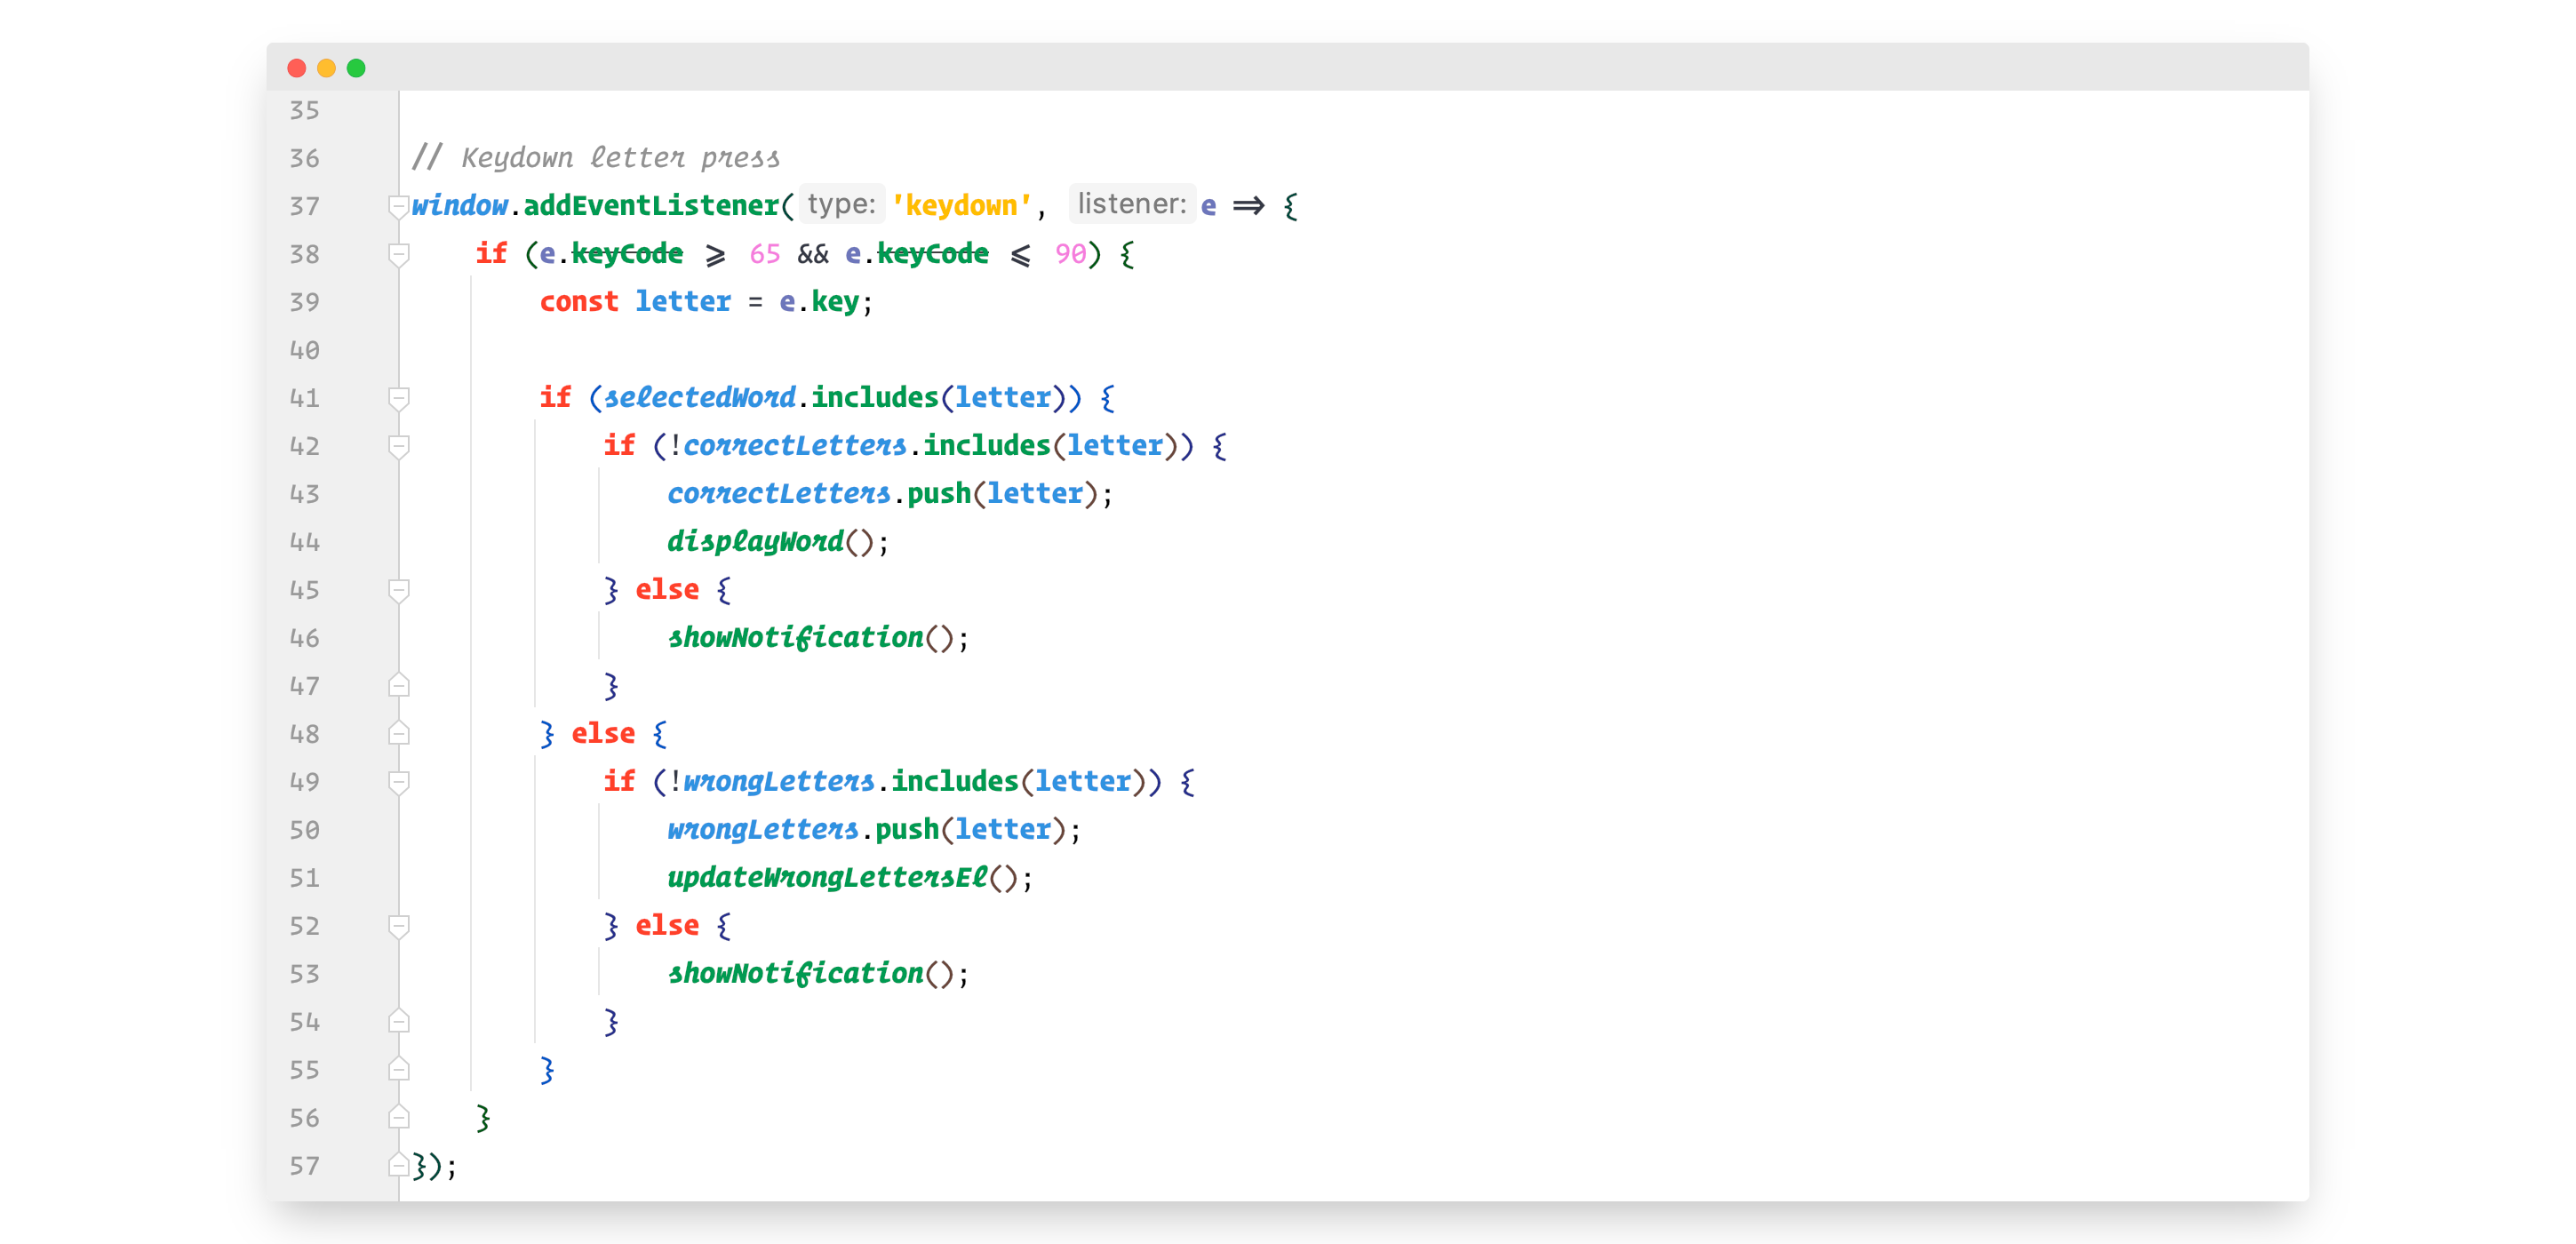 35
36 // Keydown letter press
37 window.addEventListener( type: 'keydown', listener: e => {
38     if (e.keyCode >= 65 && e.keyCode <= 90) {
39         const letter = e.key;
40
41         if (selectedWord.includes(letter)) {
42             if (!correctLetters.includes(letter)) {
43                 correctLetters.push(letter);
44                 displayWord();
45             } else {
46                 showNotification();
47             }
48         } else {
49             if (!wrongLetters.includes(letter)) {
50                 wrongLetters.push(letter);
51                 updateWrongLettersEl();
52             } else {
53                 showNotification();
54             }
55         }
56     }
57 });